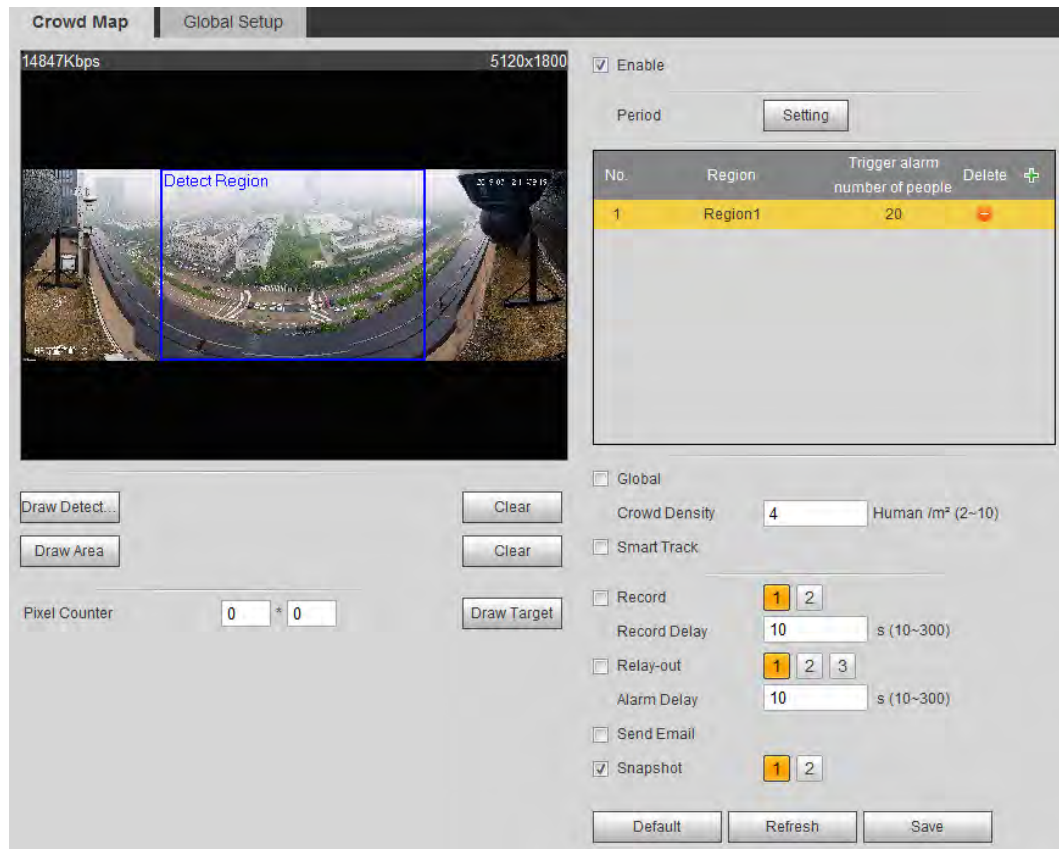 Crowd Map
Global Setup
14847Kbps
5120x1800
Detect Region
Draw Detect...
Clear
Draw Area
Clear
Pixel Counter
0 * 0
Draw Target
Enable
Period
Setting
No. Region Trigger alarm number of people Delete
1 Region1 20
Global
Crowd Density 4 Human /m² (2~10)
Smart Track
Record 1 2
Record Delay 10 s (10~300)
Relay-out 1 2 3
Alarm Delay 10 s (10~300)
Send Email
Snapshot 1 2
Default Refresh Save